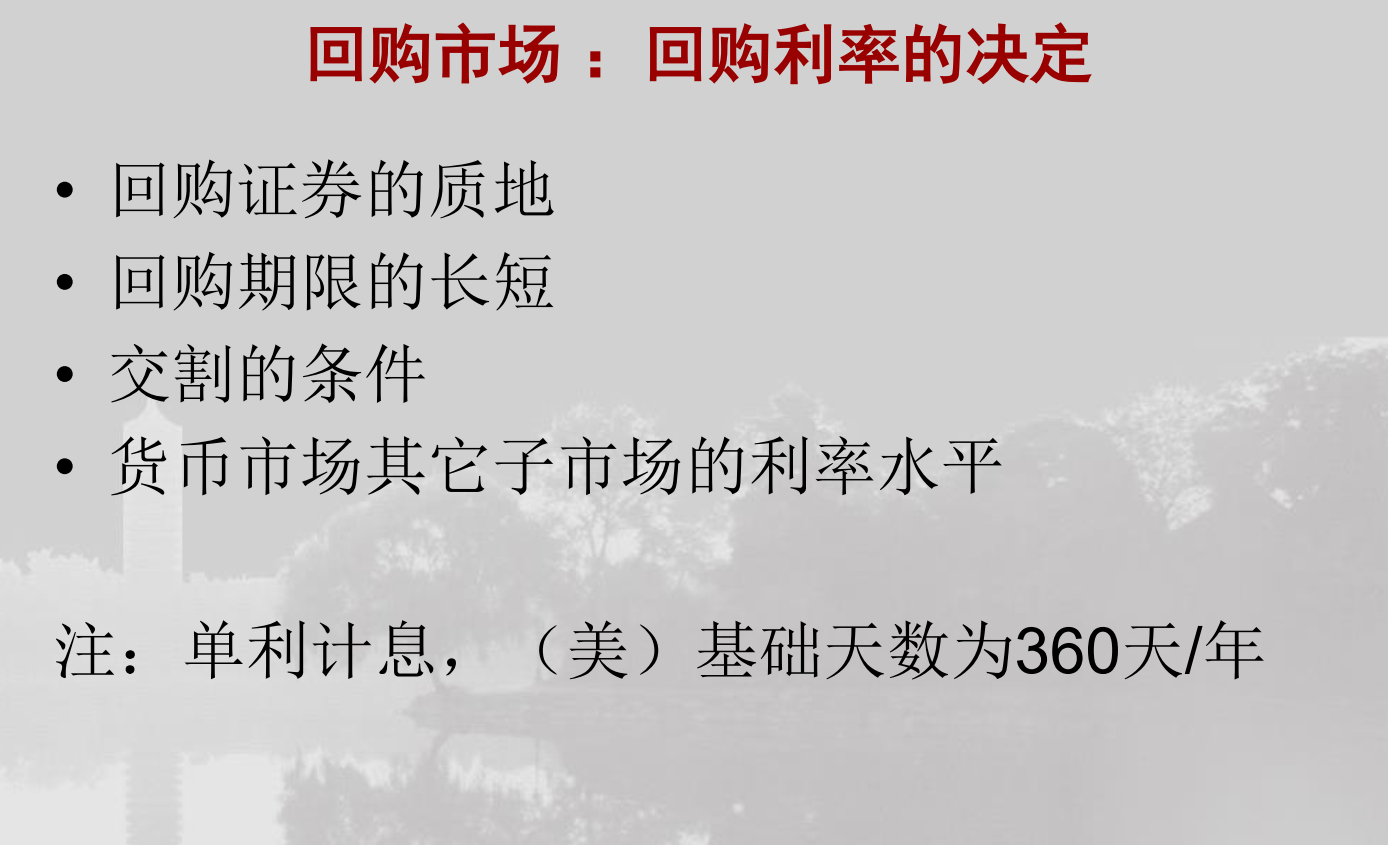 回购市场 ：回购利率的决定
• 回购证券的质地
• 回购期限的长短
• 交割的条件
• 货币市场其它子市场的利率水平
注：单利计息，（美）基础天数为360天/年